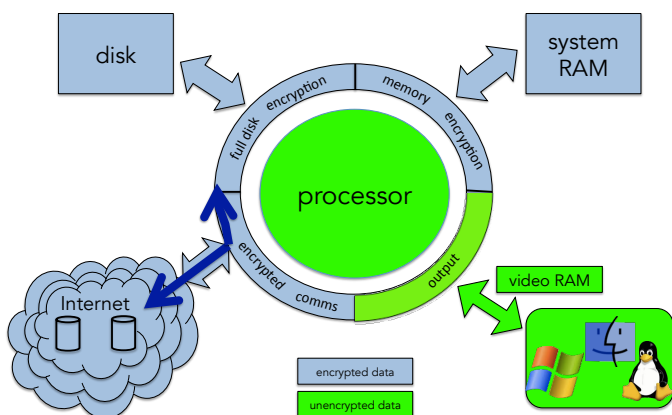 disk
system
RAM
full disk encryption
memory encryption
processor
encrypted comms
output
Internet
video RAM
encrypted data
unencrypted data